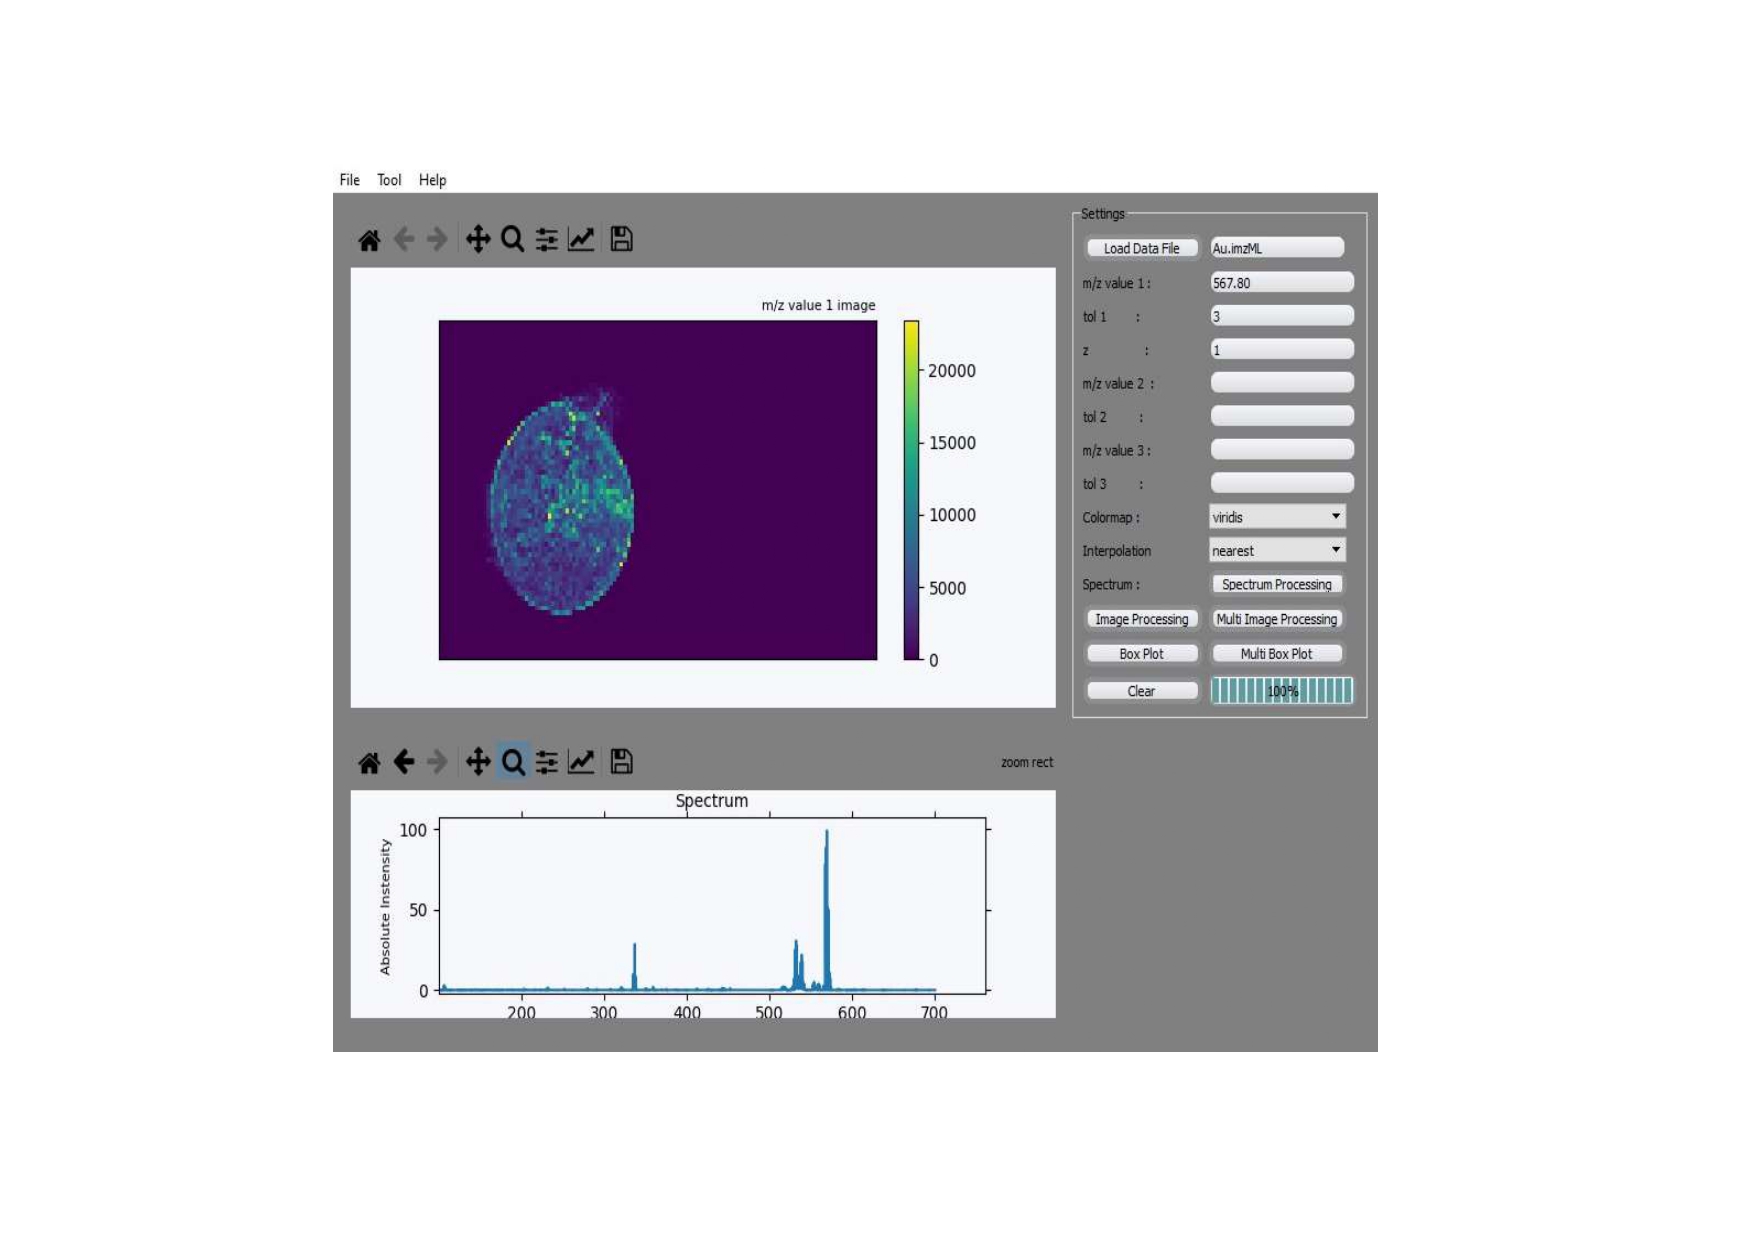 File Tool Help
Settings
Load Data File Au.imzML
m/z value 1 : 567.80
tol 1 : 3
z : 1
m/z value 2 :
tol 2 :
m/z value 3 :
tol 3 :
Colormap : viridis
Interpolation nearest
Spectrum : Spectrum Processing
Image Processing Multi Image Processing
Box Plot Multi Box Plot
Clear 100%
m/z value 1 image
20000
15000
10000
5000
0
zoom rect
Spectrum
Absolute Instensity
100
50
0
200 300 400 500 600 700